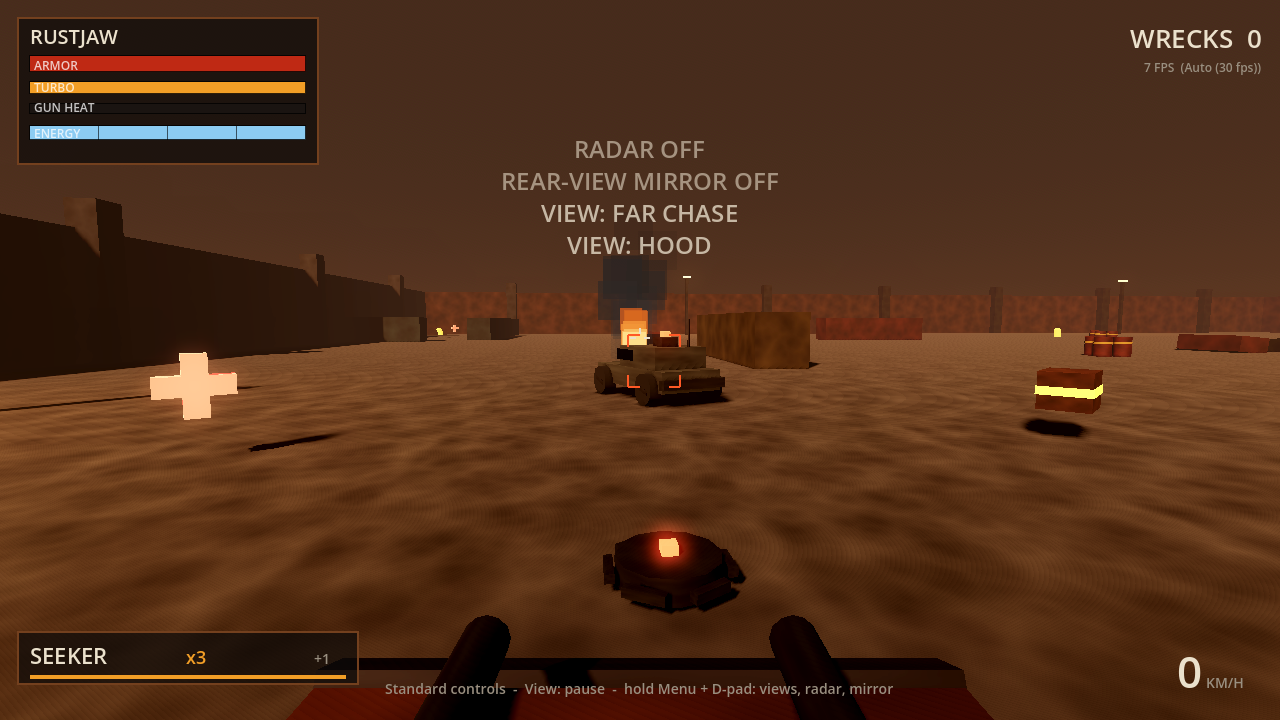 RUSTJAW
ARMOR
TURBO
GUN HEAT
ENERGY
WRECKS 0
7 FPS (Auto (30 fps))
RADAR OFF
REAR-VIEW MIRROR OFF
VIEW: FAR CHASE
VIEW: HOOD
SEEKER x3 +1
Standard controls - View: pause - hold Menu + D-pad: views, radar, mirror
0 KM/H